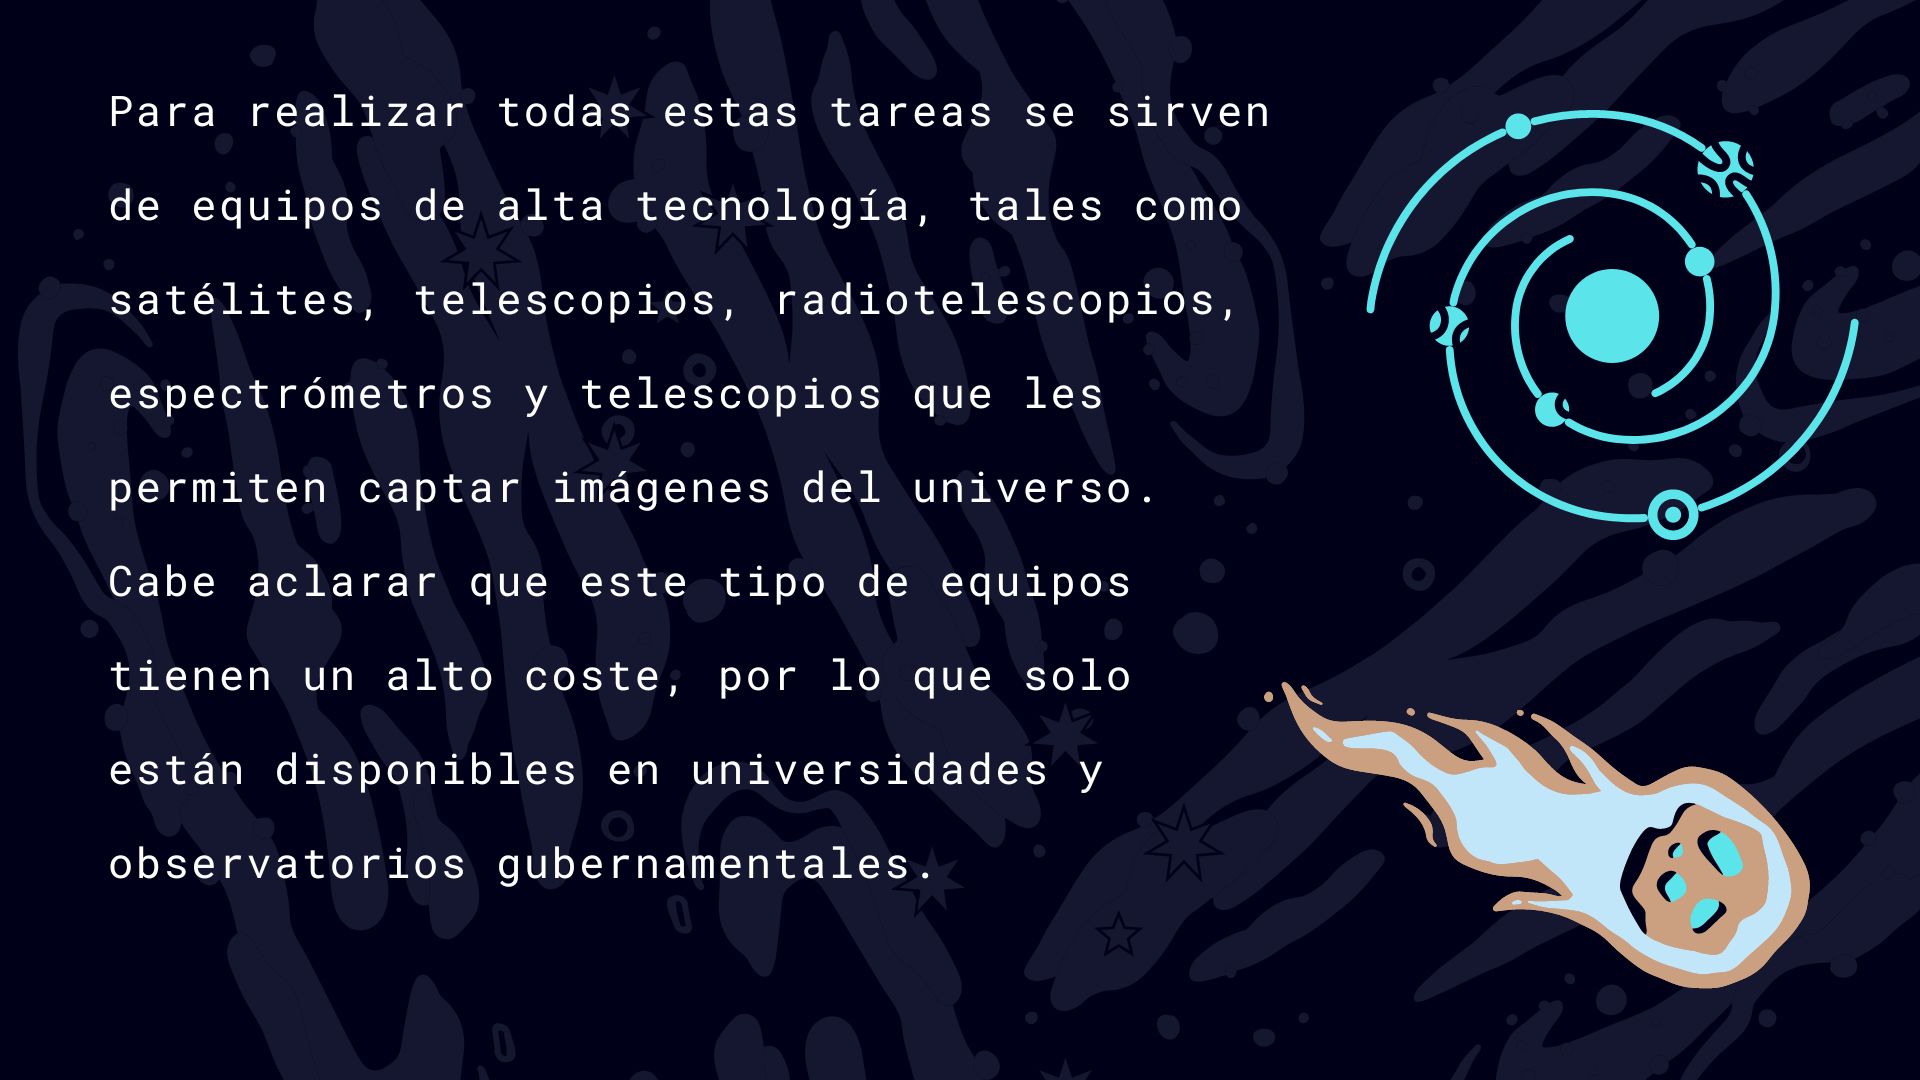 Para realizar todas estas tareas se sirven
de equipos de alta tecnología, tales como
satélites, telescopios, radiotelescopios,
espectrómetros y telescopios que les
permiten captar imágenes del universo.
Cabe aclarar que este tipo de equipos
tienen un alto coste, por lo que solo
están disponibles en universidades y
observatorios gubernamentales.